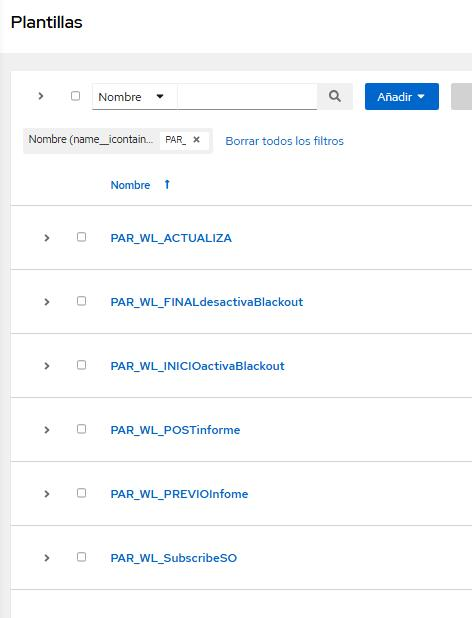 Plantillas
Nombre
Añadir
Nombre (name__icontain... PAR_ ×
Borrar todos los filtros
Nombre ↑
PAR_WL_ACTUALIZA
PAR_WL_FINALdesactivaBlackout
PAR_WL_INICIOactivaBlackout
PAR_WL_POSTinforme
PAR_WL_PREVIOInfome
PAR_WL_SubscribeSO